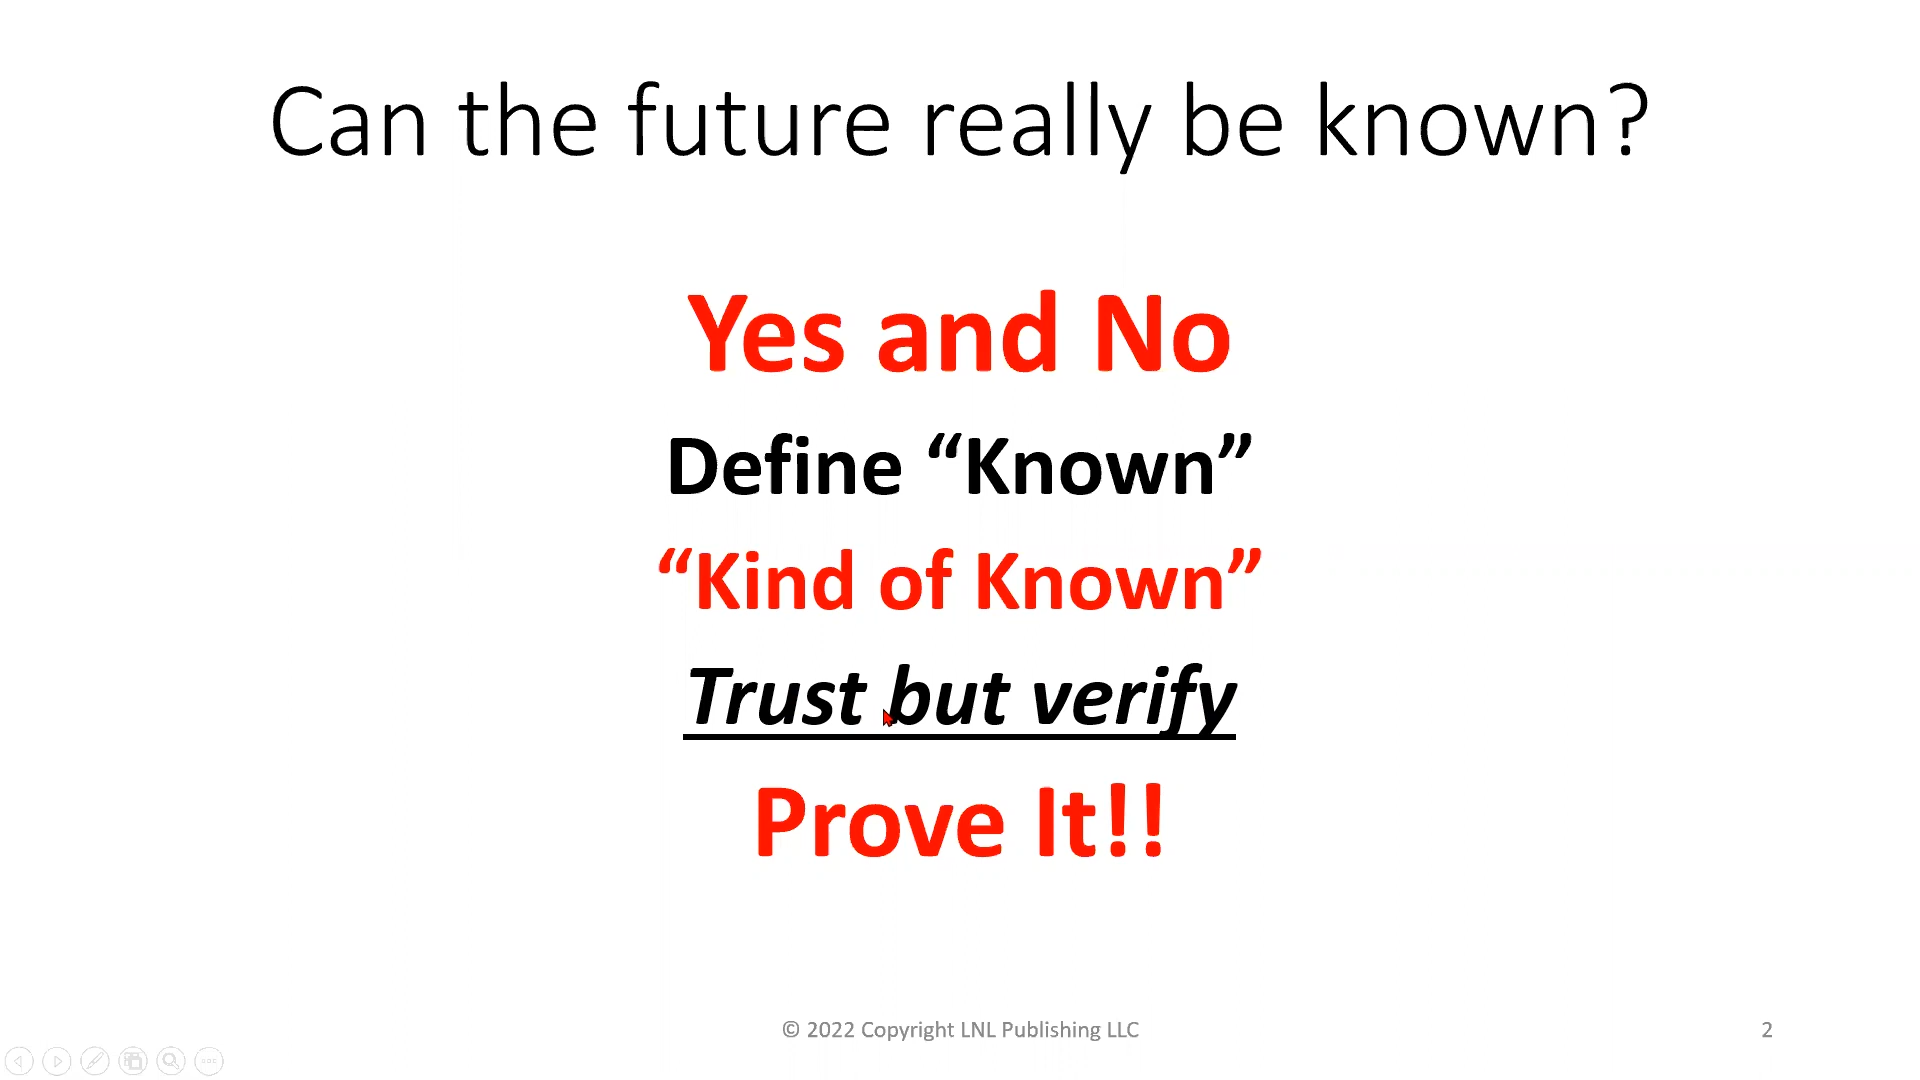 Can the future really be known?
Yes and No
Define “Known”
“Kind of Known”
Trust but verify
Prove It!!
© 2022 Copyright LNL Publishing LLC
2